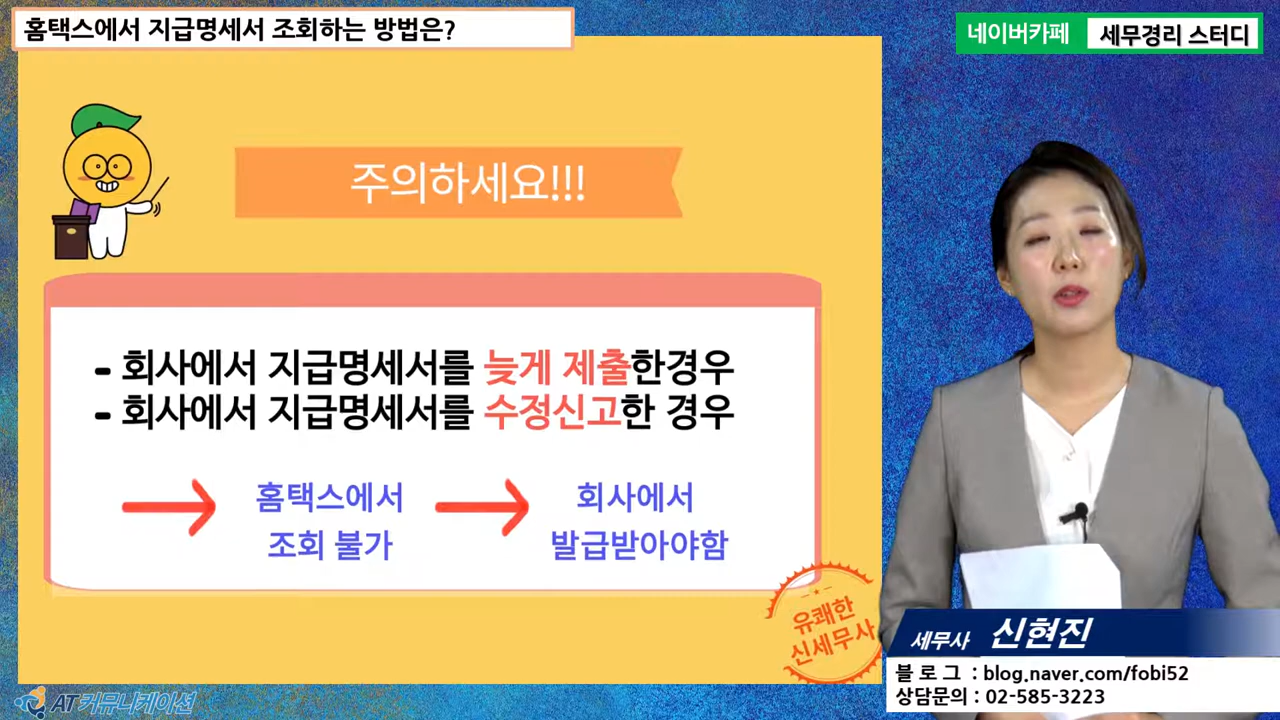 홈택스에서 지급명세서 조회하는 방법은?
네이버카페 세무경리 스터디
주의하세요!!!
- 회사에서 지급명세서를 늦게 제출한경우
- 회사에서 지급명세서를 수정신고한 경우
홈택스에서
조회 불가
회사에서
발급받아야함
유쾌한
신세무사
세무사 신현진
블로그 : blog.naver.com/fobi52
상담문의 : 02-585-3223
AT커뮤니케이션